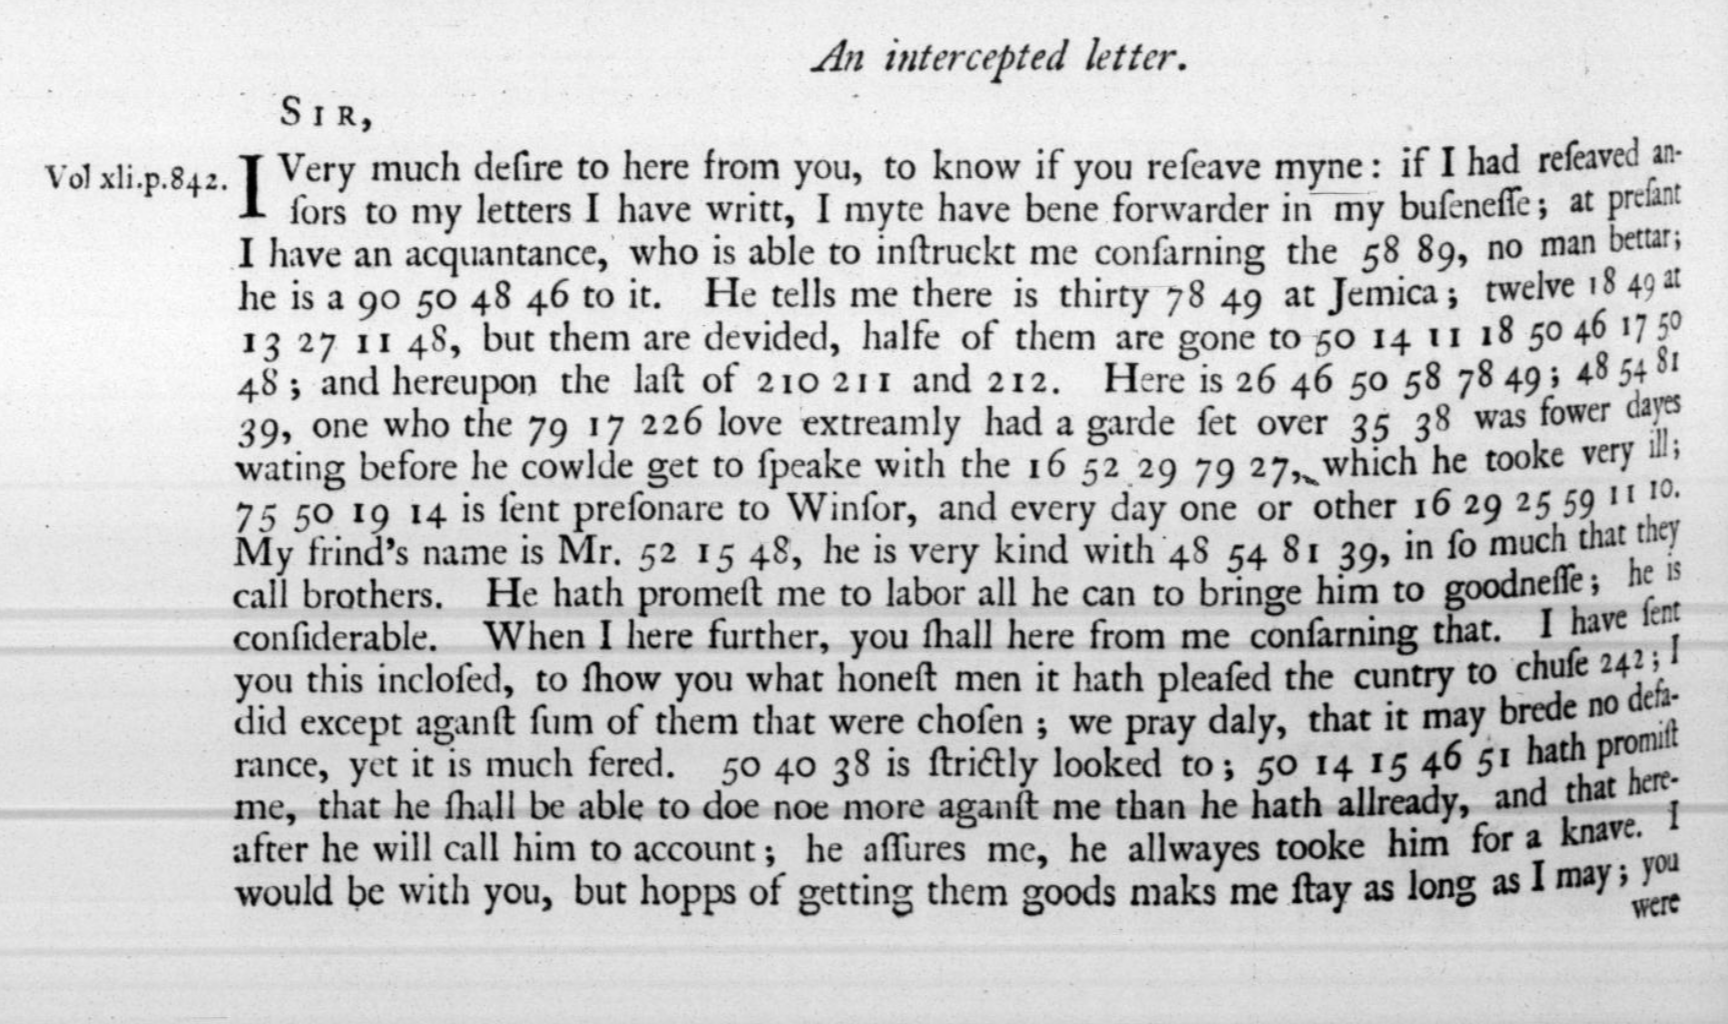 An intercepted letter.
SIR,
Vol xli.p.842. I Very much deſire to here from you, to know if you reſeave myne: if I had reſeaved an-
ſors to my letters I have writt, I myte have bene forwarder in my buſeneſſe; at preſant
I have an acquantance, who is able to inſtruckt me conſarning the 58 89, no man bettar;
he is a 90 50 48 46 to it. He tells me there is thirty 78 49 at Jemica; twelve 18 49 at
13 27 11 48, but them are devided, halfe of them are gone to 50 14 11 18 50 46 17 50
48; and hereupon the laſt of 210 211 and 212. Here is 26 46 50 58 78 49; 48 54 81
39, one who the 79 17 226 love extreamly had a garde ſet over 35 38 was fower dayes
wating before he cowlde get to ſpeake with the 16 52 29 79 27, which he tooke very ill;
75 50 19 14 is ſent preſonare to Winſor, and every day one or other 16 29 25 59 11 10.
My frind's name is Mr. 52 15 48, he is very kind with 48 54 81 39, in ſo much that they
call brothers. He hath promeſt me to labor all he can to bringe him to goodneſſe; he is
conſiderable. When I here further, you ſhall here from me conſarning that. I have ſent
you this incloſed, to ſhow you what honeſt men it hath pleaſed the cuntry to chuſe 242; I
did except aganſt ſum of them that were choſen; we pray daly, that it may brede no defa-
rance, yet it is much fered. 50 40 38 is ſtrictly looked to; 50 14 15 46 51 hath promiſt
me, that he ſhall be able to doe noe more aganſt me than he hath allready, and that here-
after he will call him to account; he aſſures me, he allwayes tooke him for a knave. I
would be with you, but hopps of getting them goods maks me ſtay as long as I may; you
were